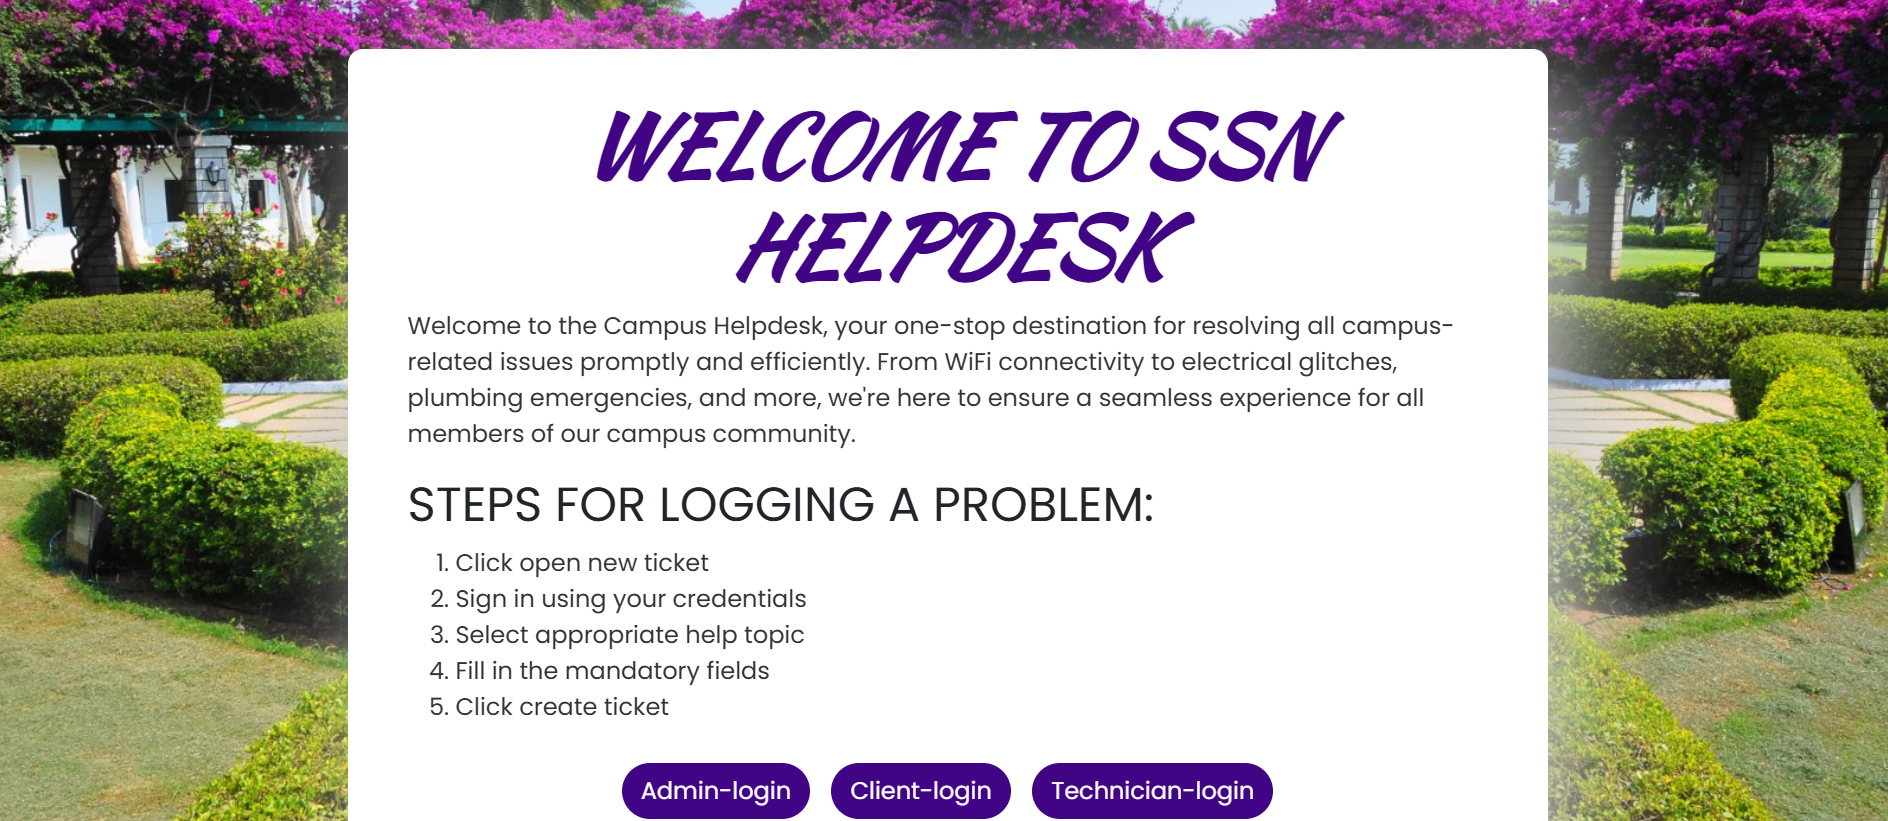 WELCOME TO SSN
HELPDESK
Welcome to the Campus Helpdesk, your one-stop destination for resolving all campus-
related issues promptly and efficiently. From WiFi connectivity to electrical glitches,
plumbing emergencies, and more, we're here to ensure a seamless experience for all
members of our campus community.
STEPS FOR LOGGING A PROBLEM:
1. Click open new ticket
2. Sign in using your credentials
3. Select appropriate help topic
4. Fill in the mandatory fields
5. Click create ticket
Admin-login Client-login Technician-login